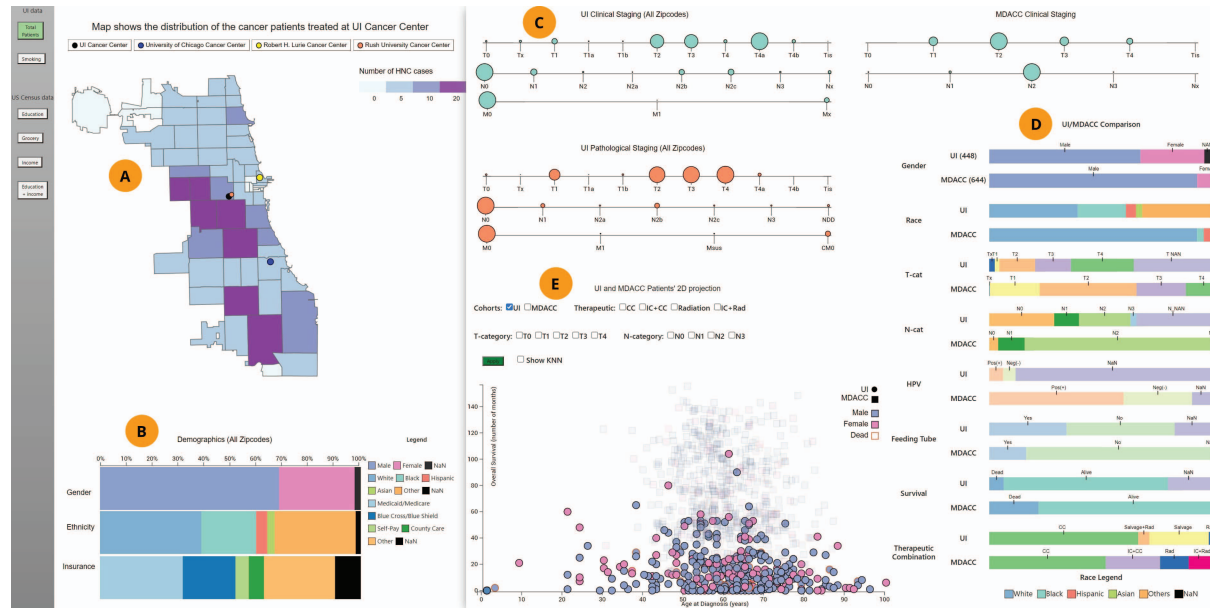 UI data
Total Patients
Smoking
US Census data
Education
Grocery
Income
Education + income
Map shows the distribution of the cancer patients treated at UI Cancer Center
UI Cancer Center University of Chicago Cancer Center Robert H. Lurie Cancer Center Rush University Cancer Center
Number of HNC cases
0 5 10 20
A
B
Demographics (All Zipcodes)
Legend
0% 10% 20% 30% 40% 50% 60% 70% 80% 90% 100%
Gender
Ethnicity
Insurance
Male Female NaN
White Black Hispanic
Asian Other NaN
Medicaid/Medicare
Blue Cross/Blue Shield
Self-Pay County Care
Other NaN
C
UI Clinical Staging (All Zipcodes)
T0 Tx T1 T1a T1b T2 T3 T4 T4a T4b Tis
N0 N1 N2 N2a N2b N2c N3 Nx
M0 M1 Mx
UI Pathological Staging (All Zipcodes)
T0 Tx T1 T1a T1b T2 T3 T4 T4a T4b Tis
N0 N1 N2a N2b N2c N3 NDD
M0 M1 Msus CM0
MDACC Clinical Staging
T0 T1 T2 T3 T4 Tis
N0 N1 N2 N3 Nx
D
UI/MDACC Comparison
Gender
UI (448)
Male Female NAN
MDACC (644)
Male Fema
Race
UI
MDACC
T-cat
UI
Tx T1 T2 T3 T4 T_NAN
MDACC
Tx T1 T2 T3 T4
N-cat
UI
N0 N1 N2 N3 N_NAN
MDACC
N0 N1 N2
HPV
UI
Pos(+) Neg(-) NaN
MDACC
Pos(+) Neg(-) NaN
Feeding Tube
UI
Yes No NaN
MDACC
Yes No
Survival
UI
Dead Alive NaN
MDACC
Dead Alive
Therapeutic Combination
UI
CC Salvage+Rad Salvage
MDACC
CC IC+CC Rad IC+Rad
Race Legend
White Black Hispanic Asian Others NaN
E
UI and MDACC Patients' 2D projection
Cohorts: UI MDACC Therapeutic: CC IC+CC Radiation IC+Rad
T-category: T0 T1 T2 T3 T4 N-category: N0 N1 N2 N3
Show KNN
UI
MDACC
Male
Female
Dead
Overall Survival (number of months)
140
120
100
80
60
40
20
0
0 10 20 30 40 50 60 70 80 90 100
Age at Diagnosis (years)